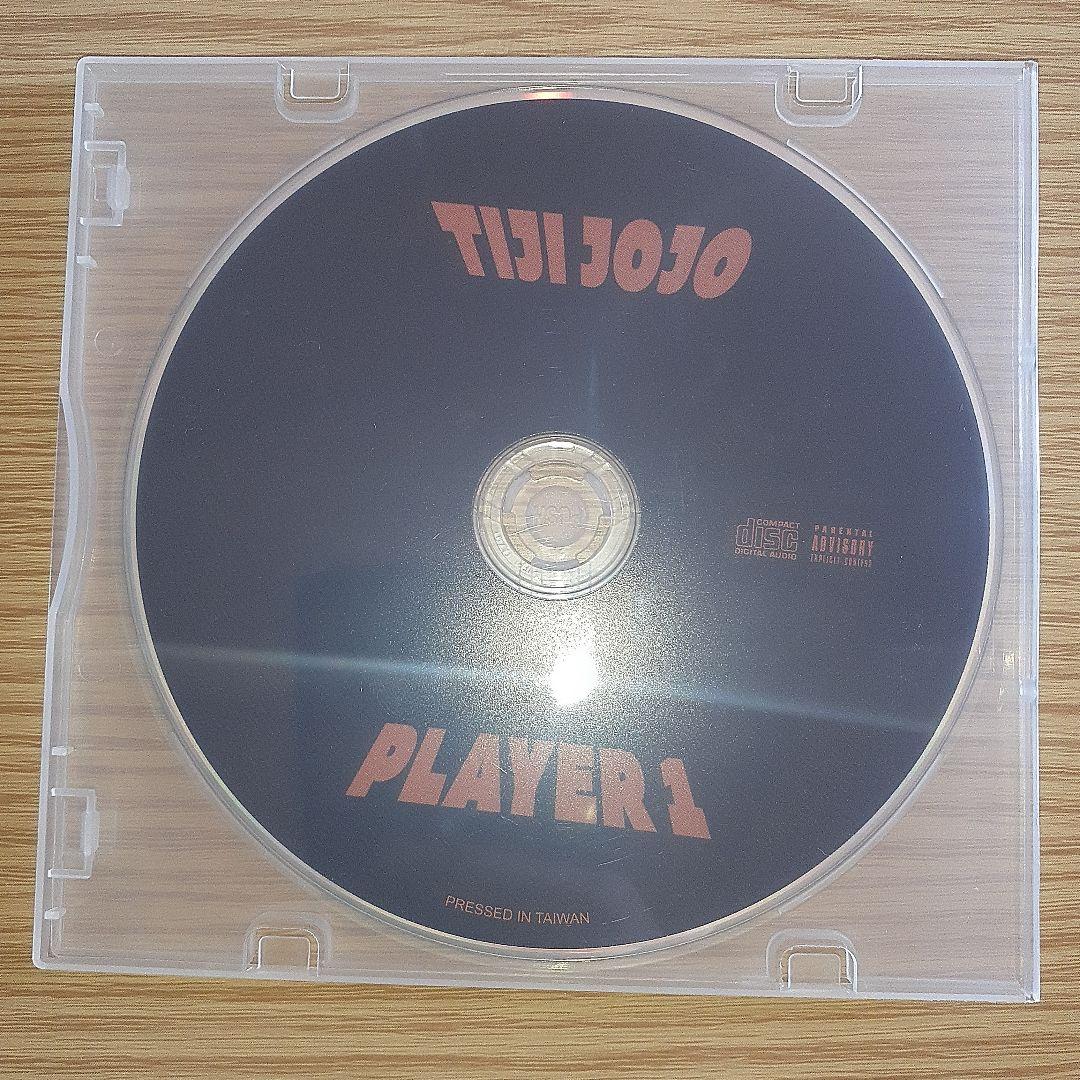 TIJI JOJO
COMPACT
disc
DIGITAL AUDIO
PARENTAL
ADVISORY
EXPLICIT CONTENT
PLAYER 1
PRESSED IN TAIWAN